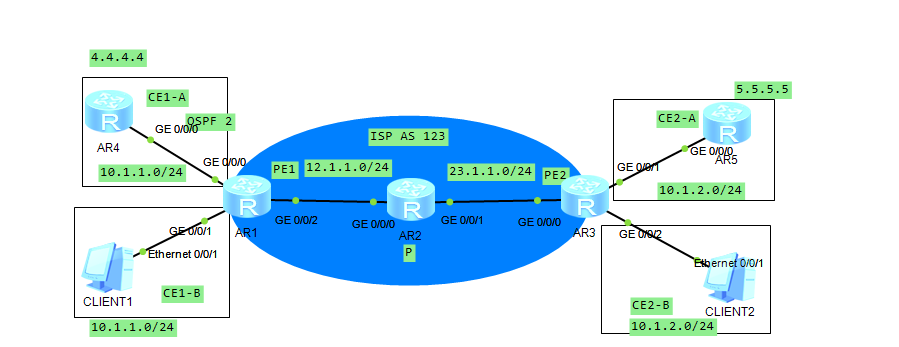 4.4.4.4
5.5.5.5
CE1-A
OSPF 2
GE 0/0/0
AR4
GE 0/0/0
10.1.1.0/24
ISP AS 123
PE1
12.1.1.0/24
23.1.1.0/24
PE2
CE2-A
GE 0/0/0
AR5
GE 0/0/1
10.1.2.0/24
R
R
R
R
R
GE 0/0/1
AR1
GE 0/0/2
GE 0/0/0
AR2
P
GE 0/0/1
GE 0/0/0
AR3
GE 0/0/2
Ethernet 0/0/1
CLIENT1
CE1-B
10.1.1.0/24
Ethernet 0/0/1
CE2-B
CLIENT2
10.1.2.0/24